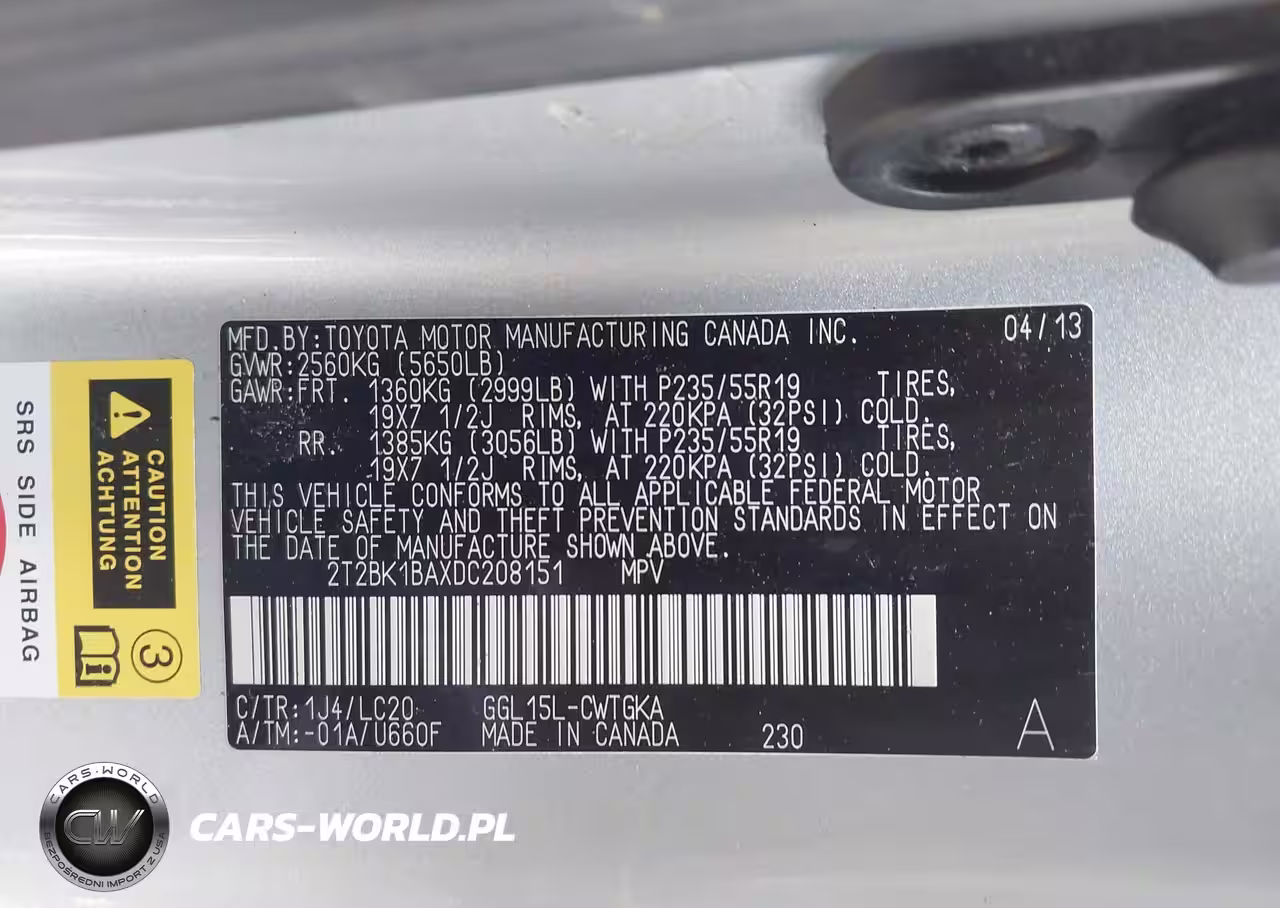 MFD.BY:TOYOTA MOTOR MANUFACTURING CANADA INC. 04/13
GVWR:2560KG (5650LB)
GAWR:FRT. 1360KG (2999LB) WITH P235/55R19 TIRES,
19X7 1/2J RIMS, AT 220KPA (32PSI) COLD.
RR. 1385KG (3056LB) WITH P235/55R19 TIRES,
19X7 1/2J RIMS, AT 220KPA (32PSI) COLD.
THIS VEHICLE CONFORMS TO ALL APPLICABLE FEDERAL MOTOR
VEHICLE SAFETY AND THEFT PREVENTION STANDARDS IN EFFECT ON
THE DATE OF MANUFACTURE SHOWN ABOVE.
2T2BK1BAXDC208151 MPV
C/TR:1J4/LC20 GGL15L-CWTGKA
A/TM:-01A/U660F MADE IN CANADA 230 A
CAUTION
ATTENTION
ACHTUNG
3
SRS SIDE AIRBAG
CARS-WORLD
CW
BEZPOŚREDNI IMPORT Z USA
CARS-WORLD.PL